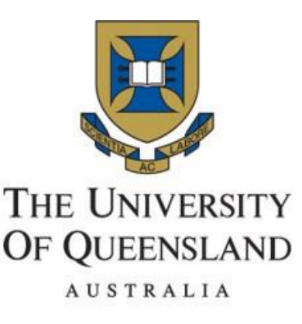 SCIENTIA
AC
LABORE
THE UNIVERSITY
OF QUEENSLAND
AUSTRALIA